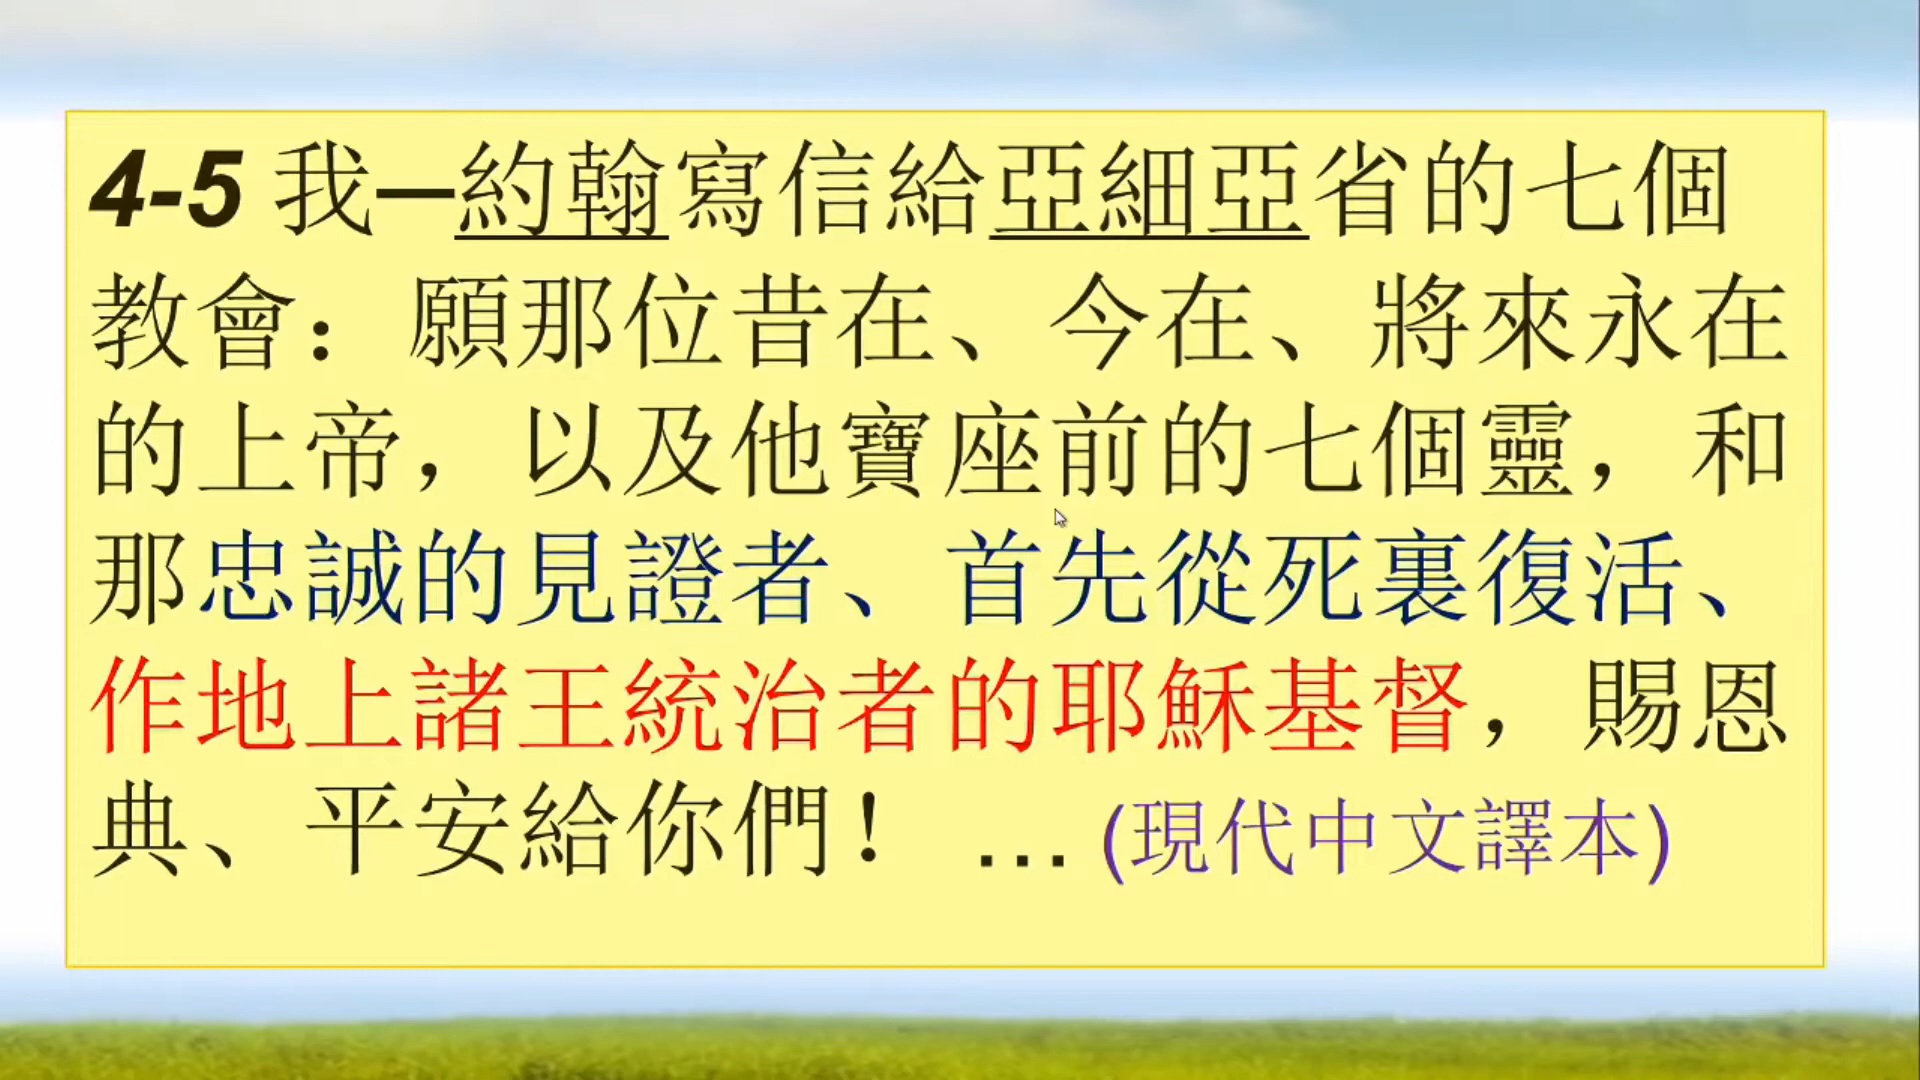 4-5 我—約翰寫信給亞細亞省的七個
教會：願那位昔在、今在、將來永在
的上帝，以及他寶座前的七個靈，和
那忠誠的見證者、首先從死裏復活、
作地上諸王統治者的耶穌基督，賜恩
典、平安給你們！ … (現代中文譯本)